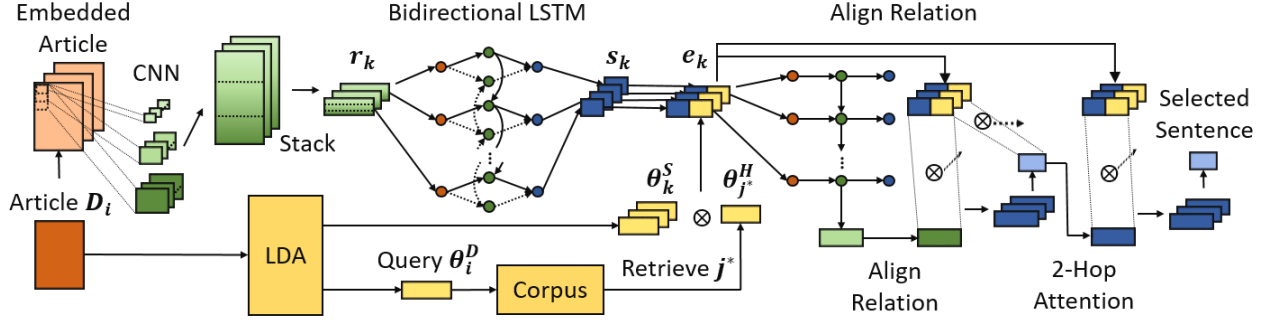 Embedded
Article
CNN
Stack
Article D_i
Bidirectional LSTM
r_k
s_k
e_k
Align Relation
Selected
Sentence
LDA
θ_k^S
⊗
θ_{j*}^H
Query θ_i^D
Corpus
Retrieve j*
⊗
⊗
⊗
Align
Relation
2-Hop
Attention